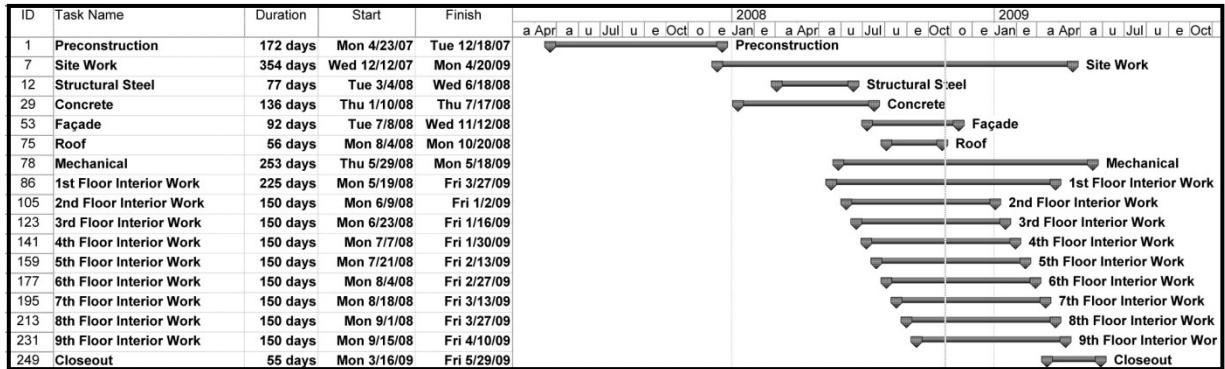 ID Task Name Duration Start Finish 2008 2009
a Apr a u Jul u e Oct o e Jan e a Apr a u Jul u e Oct o e Jan e a Apr a u Jul u e Oct
1 Preconstruction 172 days Mon 4/23/07 Tue 12/18/07 Preconstruction
7 Site Work 354 days Wed 12/12/07 Mon 4/20/09 Site Work
12 Structural Steel 77 days Tue 3/4/08 Wed 6/18/08 Structural Steel
29 Concrete 136 days Thu 1/10/08 Thu 7/17/08 Concrete
53 Façade 92 days Tue 7/8/08 Wed 11/12/08 Façade
75 Roof 56 days Mon 8/4/08 Mon 10/20/08 Roof
78 Mechanical 253 days Thu 5/29/08 Mon 5/18/09 Mechanical
86 1st Floor Interior Work 225 days Mon 5/19/08 Fri 3/27/09 1st Floor Interior Work
105 2nd Floor Interior Work 150 days Mon 6/9/08 Fri 1/2/09 2nd Floor Interior Work
123 3rd Floor Interior Work 150 days Mon 6/23/08 Fri 1/16/09 3rd Floor Interior Work
141 4th Floor Interior Work 150 days Mon 7/7/08 Fri 1/30/09 4th Floor Interior Work
159 5th Floor Interior Work 150 days Mon 7/21/08 Fri 2/13/09 5th Floor Interior Work
177 6th Floor Interior Work 150 days Mon 8/4/08 Fri 2/27/09 6th Floor Interior Work
195 7th Floor Interior Work 150 days Mon 8/18/08 Fri 3/13/09 7th Floor Interior Work
213 8th Floor Interior Work 150 days Mon 9/1/08 Fri 3/27/09 8th Floor Interior Work
231 9th Floor Interior Work 150 days Mon 9/15/08 Fri 4/10/09 9th Floor Interior Wor
249 Closeout 55 days Mon 3/16/09 Fri 5/29/09 Closeout